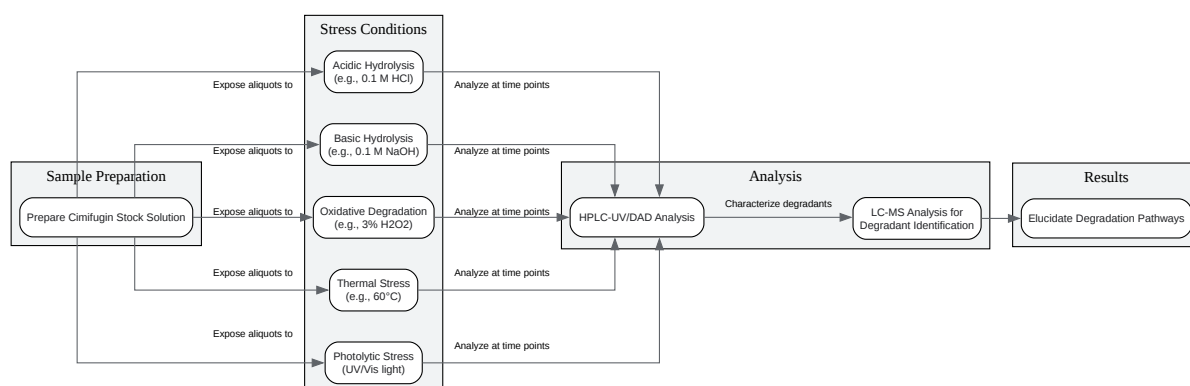 Stress Conditions
Acidic Hydrolysis
(e.g., 0.1 M HCl)
Expose aliquots to
Analyze at time points
Basic Hydrolysis
(e.g., 0.1 M NaOH)
Expose aliquots to
Analyze at time points
Sample Preparation
Analysis
Results
Prepare Cimifugin Stock Solution
Expose aliquots to
Oxidative Degradation
(e.g., 3% H2O2)
Analyze at time points
HPLC-UV/DAD Analysis
Characterize degradants
LC-MS Analysis for
Degradant Identification
Elucidate Degradation Pathways
Expose aliquots to
Thermal Stress
(e.g., 60°C)
Analyze at time points
Expose aliquots to
Photolytic Stress
(UV/Vis light)
Analyze at time points